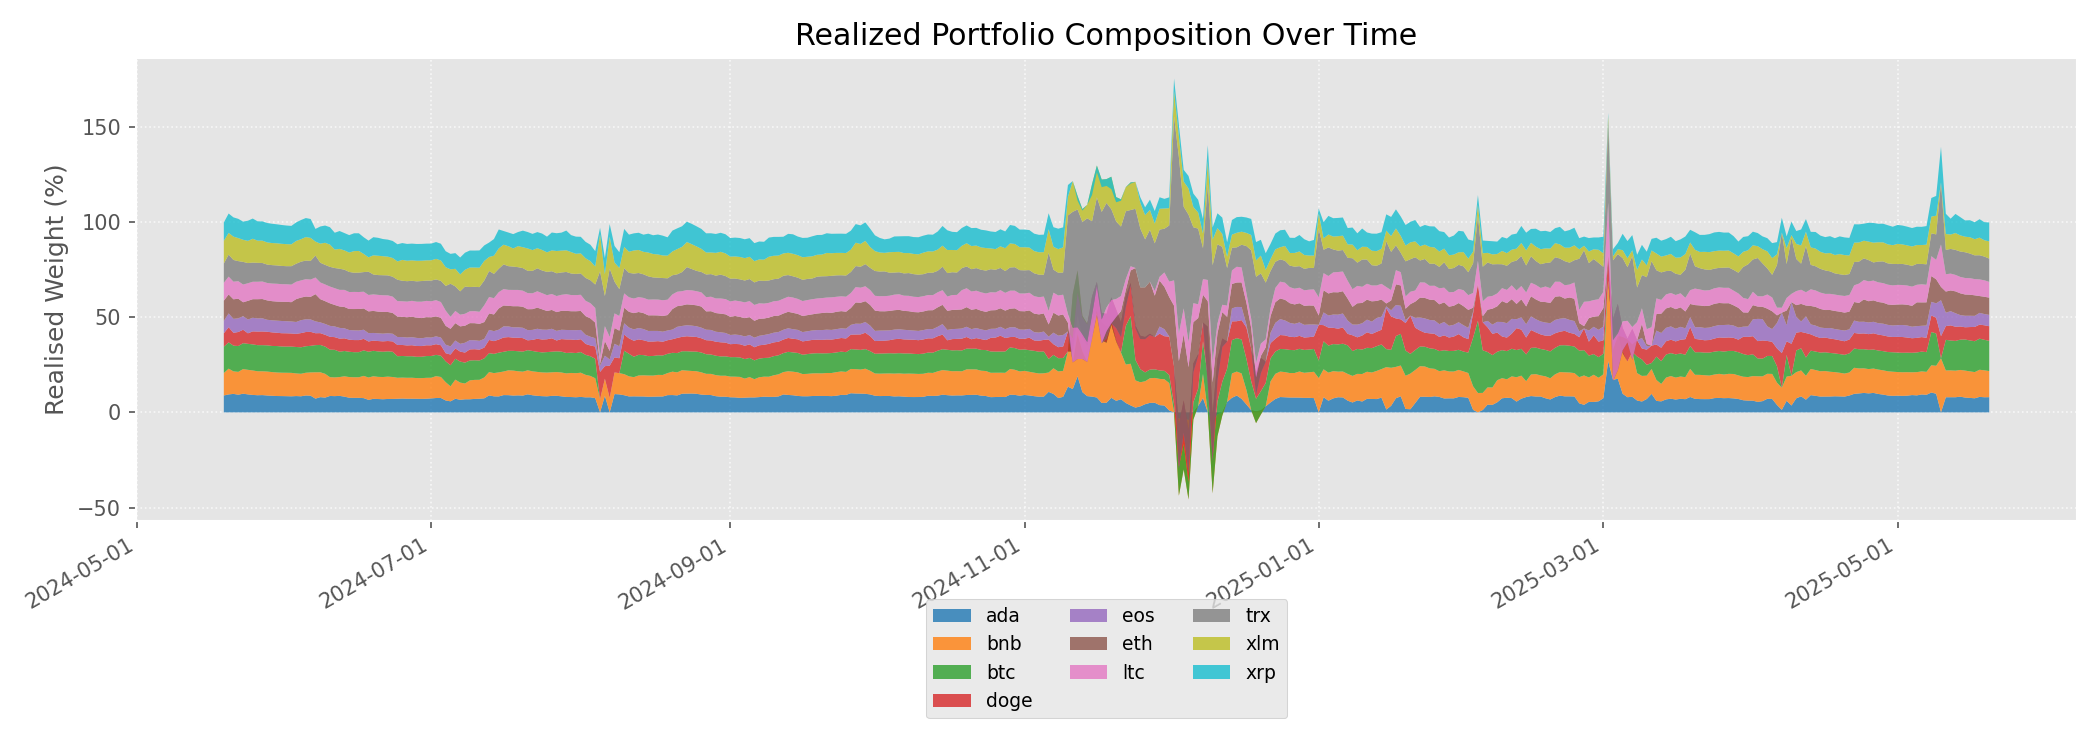 Realized Portfolio Composition Over Time
Realised Weight (%)
150
100
50
0
−50
2024-05-01
2024-07-01
2024-09-01
2024-11-01
2025-01-01
2025-03-01
2025-05-01
ada
bnb
btc
doge
eos
eth
ltc
trx
xlm
xrp